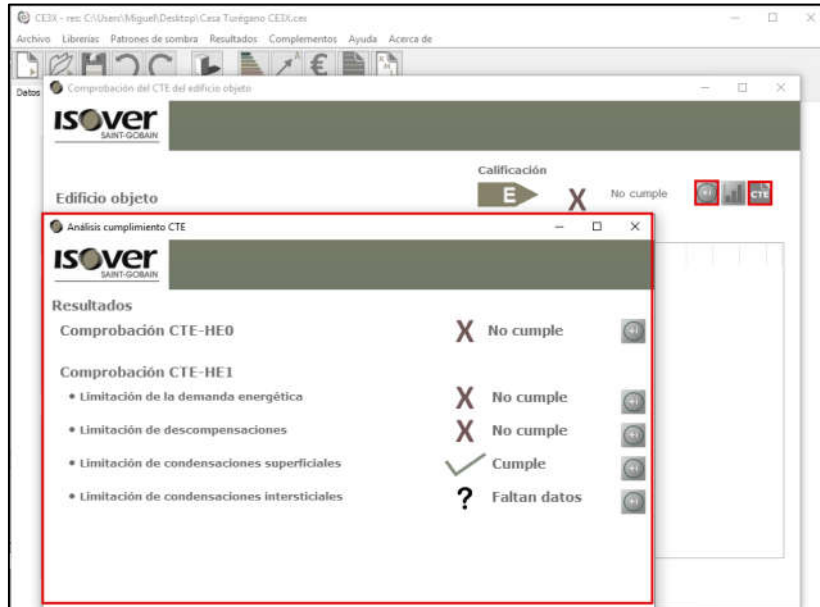 CE3X - res: C:\Users\Miguel\Desktop\Casa Turégano CE3X.cex
Archivo Librerías Patrones de sombra Resultados Complementos Ayuda Acerca de
Datos
Comprobación del CTE del edificio objeto
ISOVER
SAINT-GOBAIN
Calificación
Edificio objeto
E
X
No cumple
CTE
Análisis cumplimiento CTE
ISOVER
SAINT-GOBAIN
Resultados
Comprobación CTE-HE0 X No cumple
Comprobación CTE-HE1
• Limitación de la demanda energética X No cumple
• Limitación de descompensaciones X No cumple
• Limitación de condensaciones superficiales Cumple
• Limitación de condensaciones intersticiales ? Faltan datos